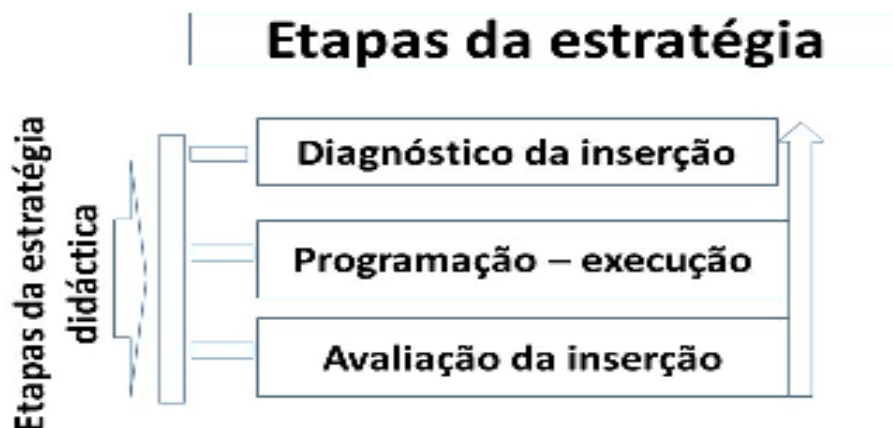 Etapas da estratégia
Etapas da estratégia
didáctica
Diagnóstico da inserção
Programação – execução
Avaliação da inserção